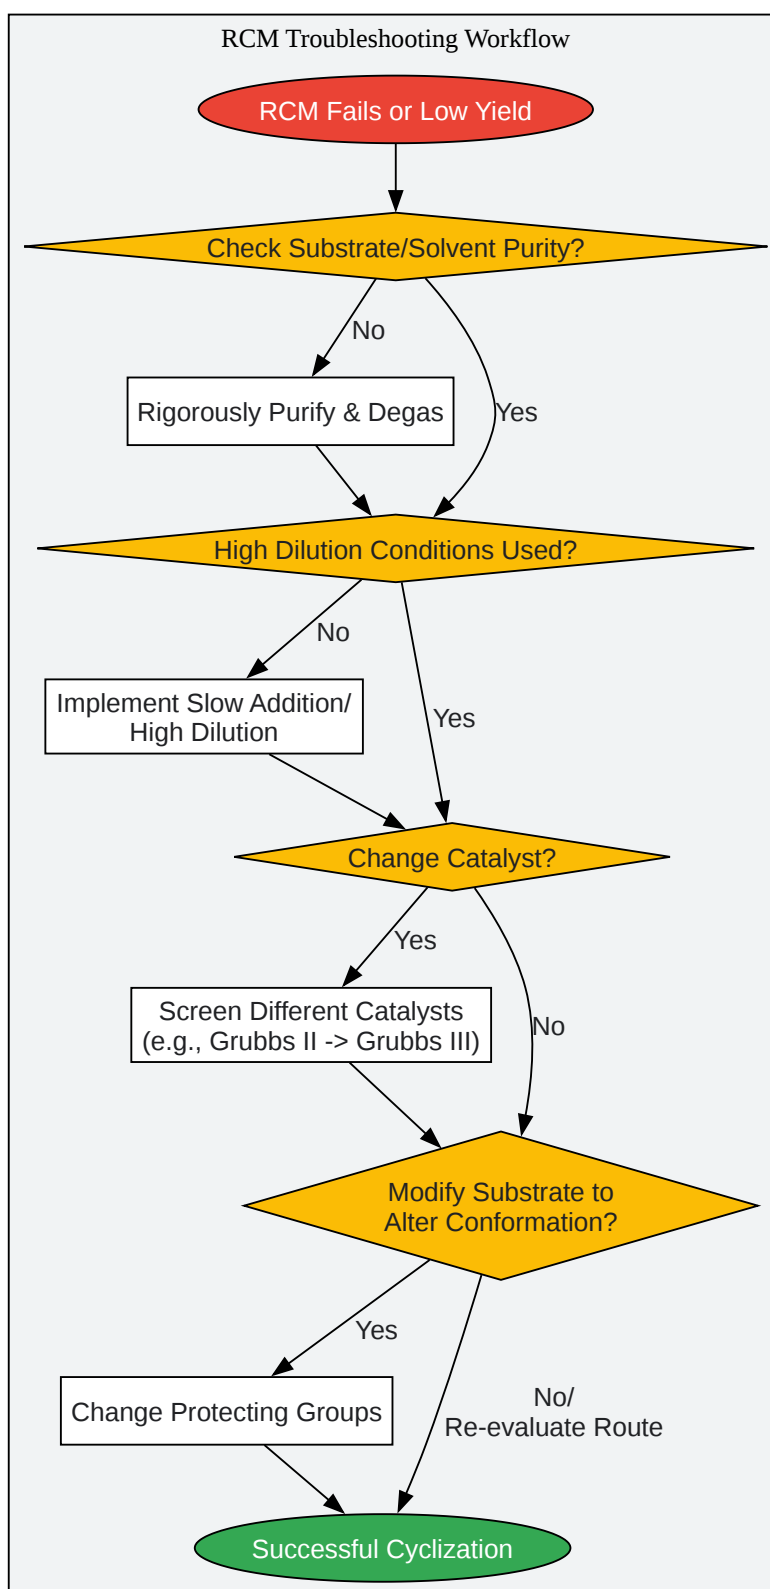 RCM Troubleshooting Workflow
RCM Fails or Low Yield
Check Substrate/Solvent Purity?
No
Rigorously Purify & Degas
Yes
High Dilution Conditions Used?
No
Implement Slow Addition/
High Dilution
Yes
Change Catalyst?
Yes
Screen Different Catalysts
(e.g., Grubbs II -> Grubbs III)
No
Modify Substrate to
Alter Conformation?
Yes
Change Protecting Groups
No/
Re-evaluate Route
Successful Cyclization